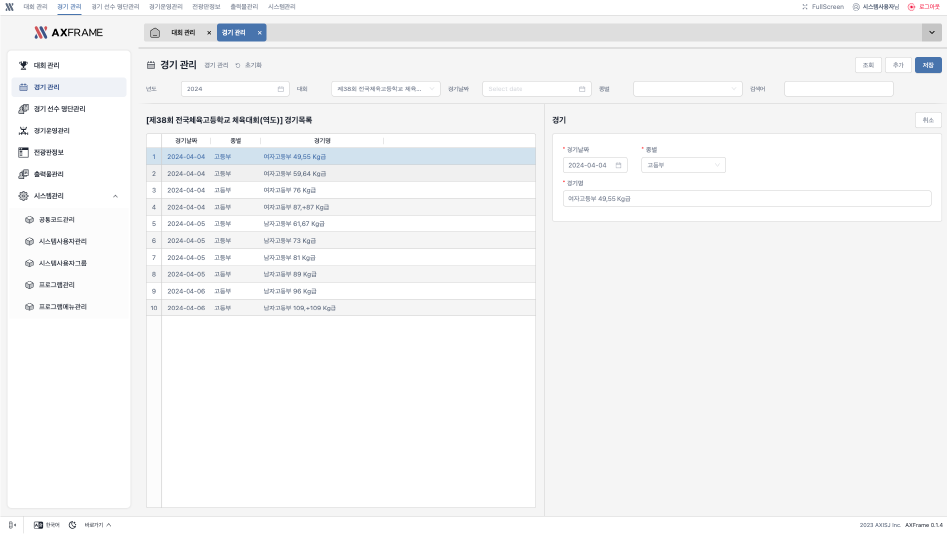 대회 관리 경기 관리 경기 선수 명단관리 경기운영관리 전광판정보 출력물관리 시스템관리 FullScreen 시스템사용자님 로그아웃
AXFRAME
대회 관리 × 경기 관리 ×
대회 관리
경기 관리
경기 선수 명단관리
경기운영관리
전광판정보
출력물관리
시스템관리
공통코드관리
시스템사용자관리
시스템사용자그룹
프로그램관리
프로그램메뉴관리
경기 관리 경기 관리 초기화 조회 추가 저장
년도 2024 대회 제38회 전국체육고등학교 체육... 경기날짜 Select date 종별 검색어
[제38회 전국체육고등학교 체육대회(역도)] 경기목록
경기날짜 종별 경기명
1 2024-04-04 고등부 여자고등부 49,55 Kg급
2 2024-04-04 고등부 여자고등부 59,64 Kg급
3 2024-04-04 고등부 여자고등부 76 Kg급
4 2024-04-04 고등부 여자고등부 87,+87 Kg급
5 2024-04-05 고등부 남자고등부 61,67 Kg급
6 2024-04-05 고등부 남자고등부 73 Kg급
7 2024-04-05 고등부 남자고등부 81 Kg급
8 2024-04-05 고등부 남자고등부 89 Kg급
9 2024-04-06 고등부 남자고등부 96 Kg급
10 2024-04-06 고등부 남자고등부 109,+109 Kg급
경기 취소
* 경기날짜 * 종별
2024-04-04 고등부
* 경기명
여자고등부 49,55 Kg급
한국어 바로가기 2023 AXISJ Inc. AXFrame 0.1.4